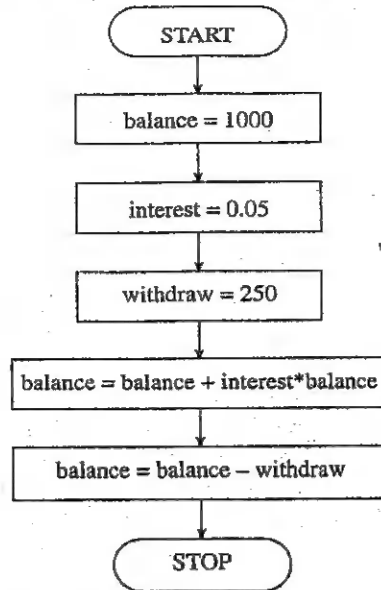 START
balance = 1000
interest = 0.05
withdraw = 250
balance = balance + interest*balance
balance = balance – withdraw
STOP